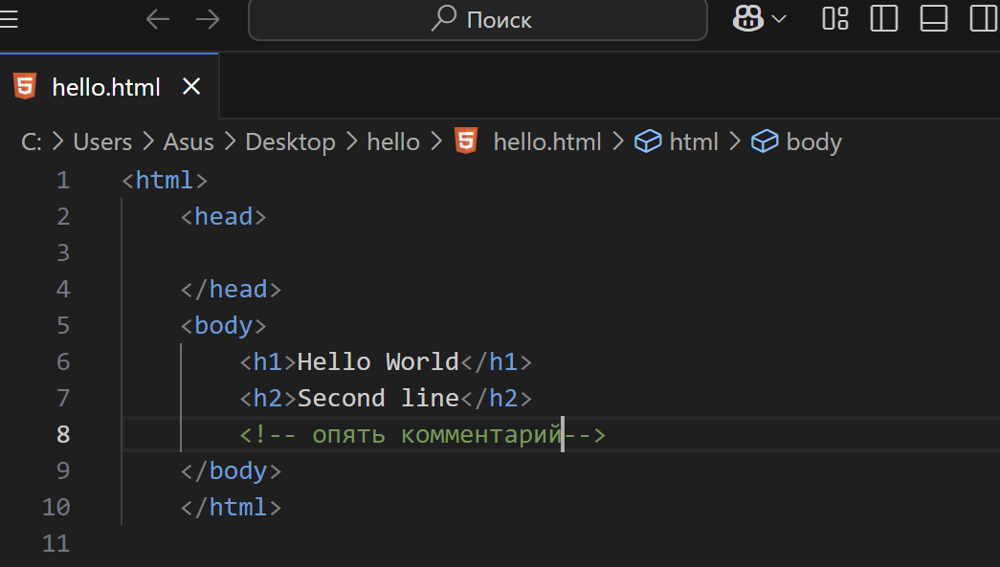 Поиск
hello.html
C: > Users > Asus > Desktop > hello > hello.html > html > body
1 <html>
2     <head>
3
4     </head>
5     <body>
6         <h1>Hello World</h1>
7         <h2>Second line</h2>
8         <!-- опять комментарий-->
9     </body>
10     </html>
11